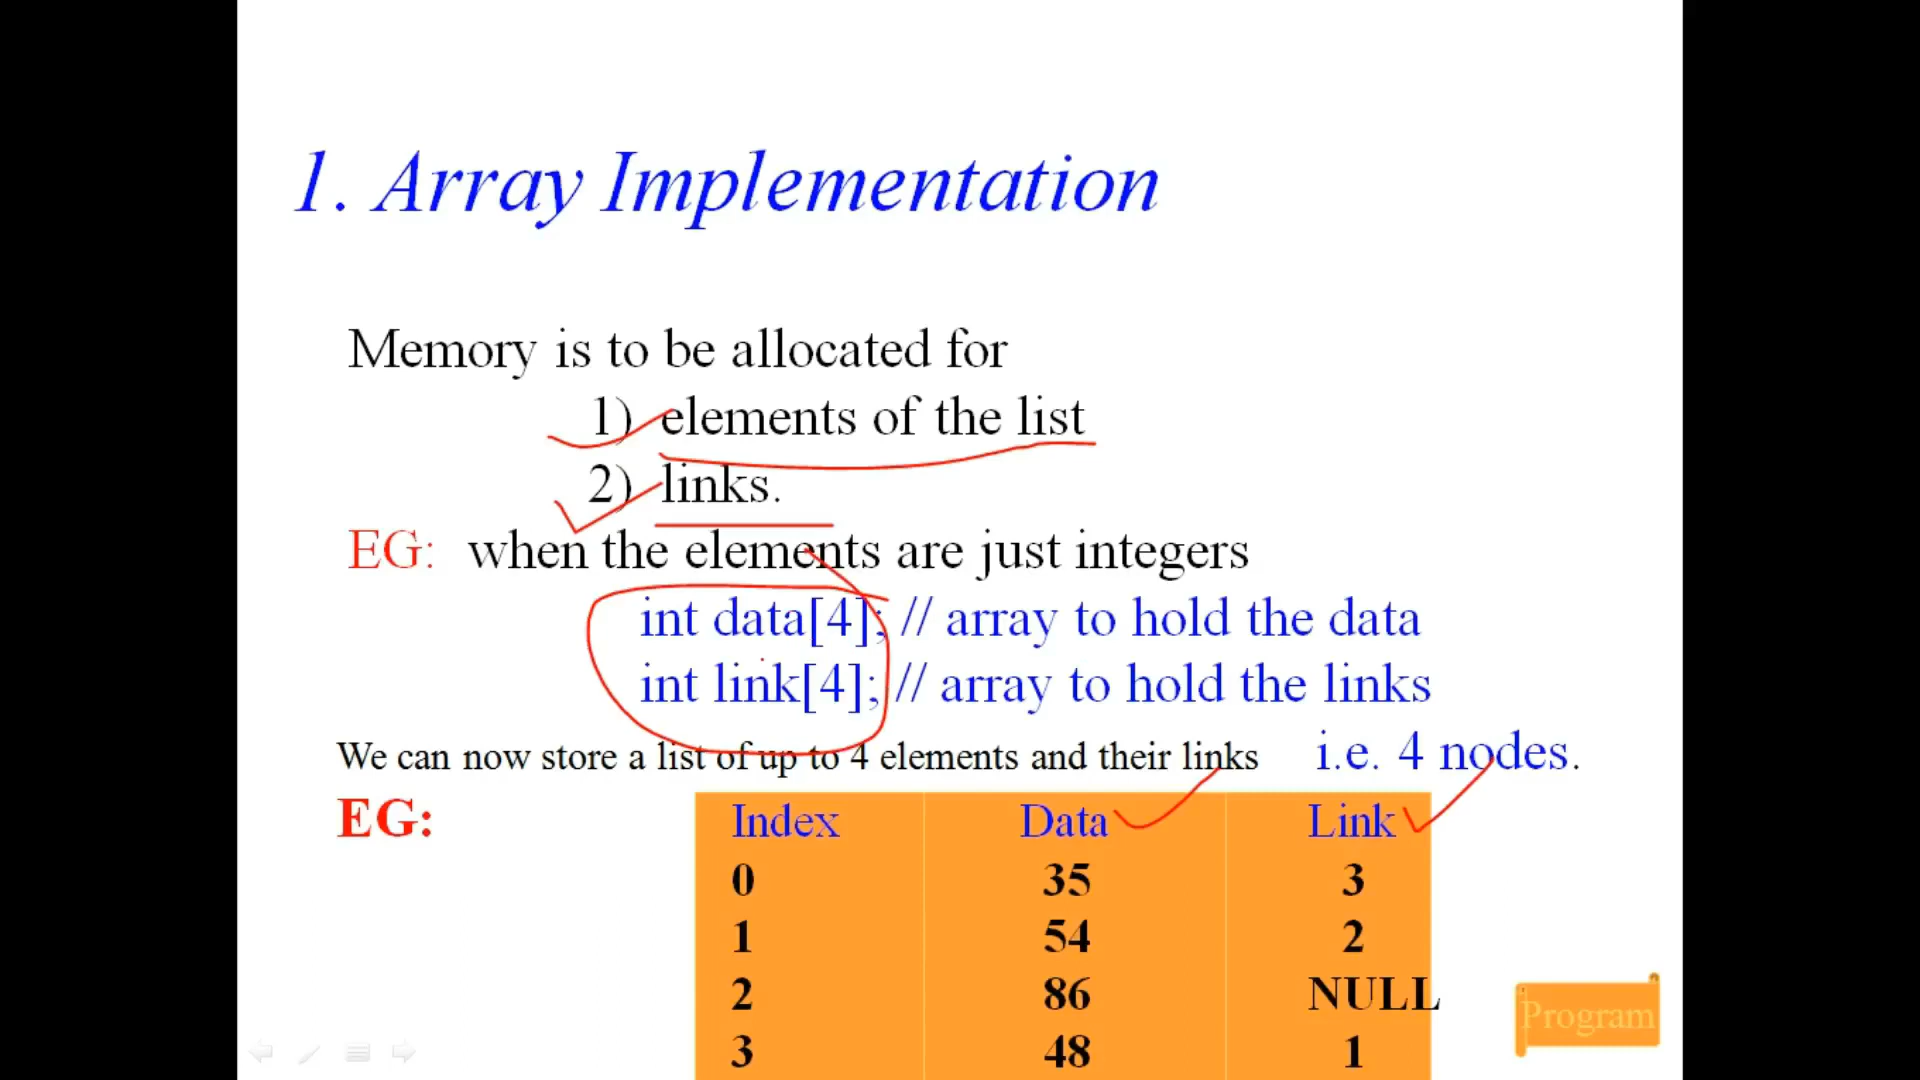 1. Array Implementation
Memory is to be allocated for
1) elements of the list
2) links.
EG: when the elements are just integers
int data[4]; // array to hold the data
int link[4]; // array to hold the links
We can now store a list of up to 4 elements and their links i.e. 4 nodes.
EG:
Index Data Link
0 35 3
1 54 2
2 86 NULL
3 48 1
Program